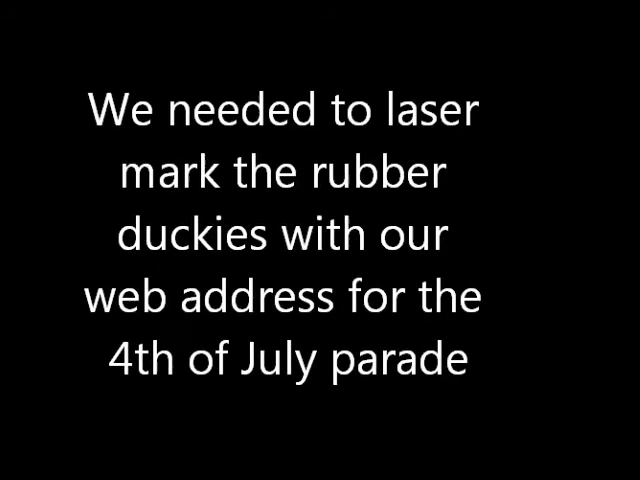 We needed to laser
mark the rubber
duckies with our
web address for the
4th of July parade